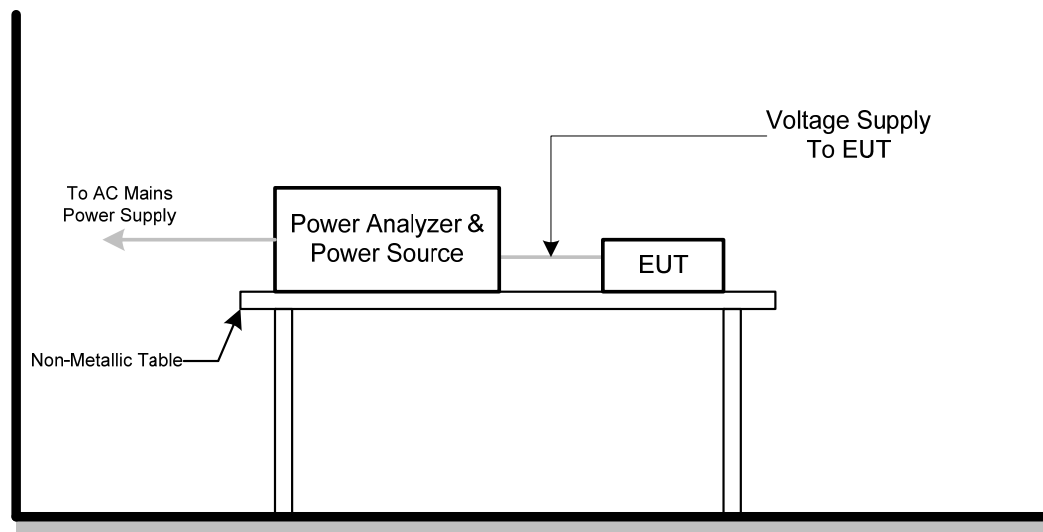 Voltage Supply
To EUT
To AC Mains
Power Supply
Power Analyzer &
Power Source
EUT
Non-Metallic Table